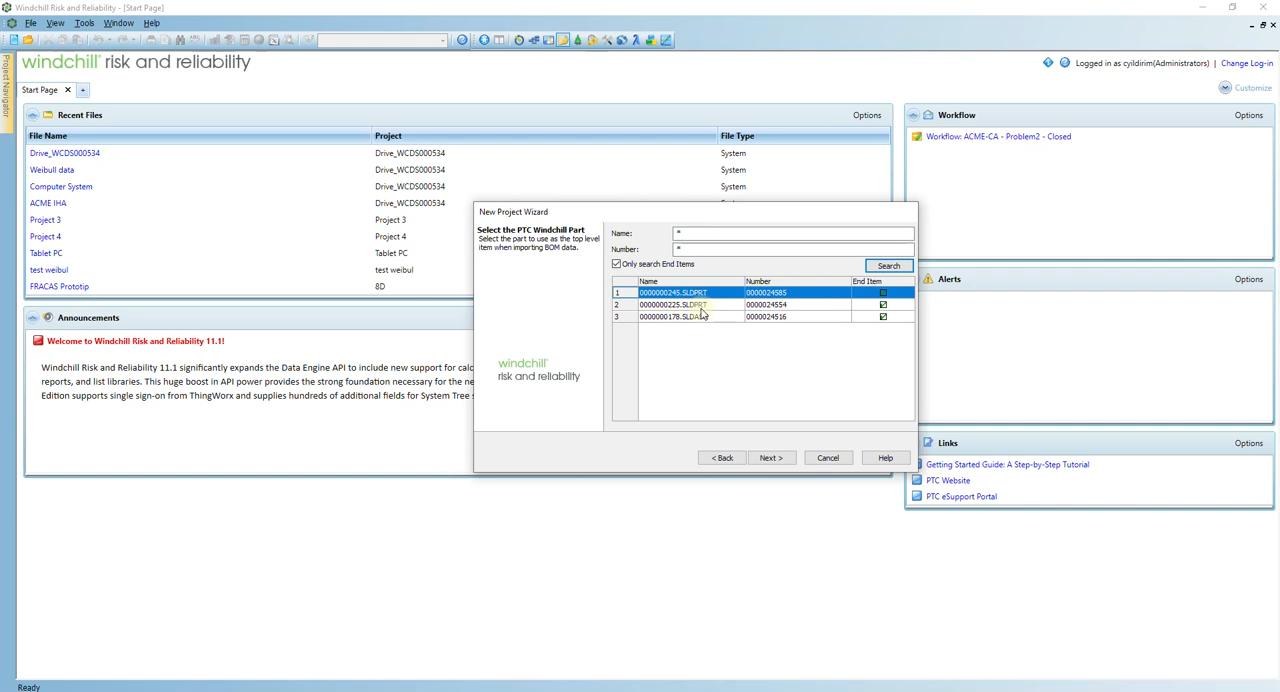 Windchill Risk and Reliability - [Start Page]
File View Tools Window Help
Project Navigator
windchill risk and reliability
Logged in as cyildirim(Administrators) | Change Log-in
Start Page
Customize
Recent Files
Options
File Name Project File Type
Drive_WCDS000534 Drive_WCDS000534 System
Weibull data Drive_WCDS000534 System
Computer System Drive_WCDS000534 System
ACME IHA Drive_WCDS000534
Project 3 Project 3
Project 4 Project 4
Tablet PC Tablet PC
test weibul test weibul
FRACAS Prototip 8D
Workflow
Options
Workflow: ACME-CA - Problem2 - Closed
Alerts
Options
Links
Options
Getting Started Guide: A Step-by-Step Tutorial
PTC Website
PTC eSupport Portal
Announcements
Welcome to Windchill Risk and Reliability 11.1!
Windchill Risk and Reliability 11.1 significantly expands the Data Engine API to include new support for calc
reports, and list libraries. This huge boost in API power provides the strong foundation necessary for the ne
Edition supports single sign-on from ThingWorx and supplies hundreds of additional fields for System Tree
New Project Wizard
Select the PTC Windchill Part
Select the part to use as the top level
item when importing BOM data.
windchill
risk and reliability
Name: *
Number: *
Only search End Items
Search
Name Number End Item
1 0000000245.SLDPRT 0000024585
2 0000000225.SLDPRT 0000024554
3 0000000178.SLDAS 0000024516
< Back Next > Cancel Help
Ready